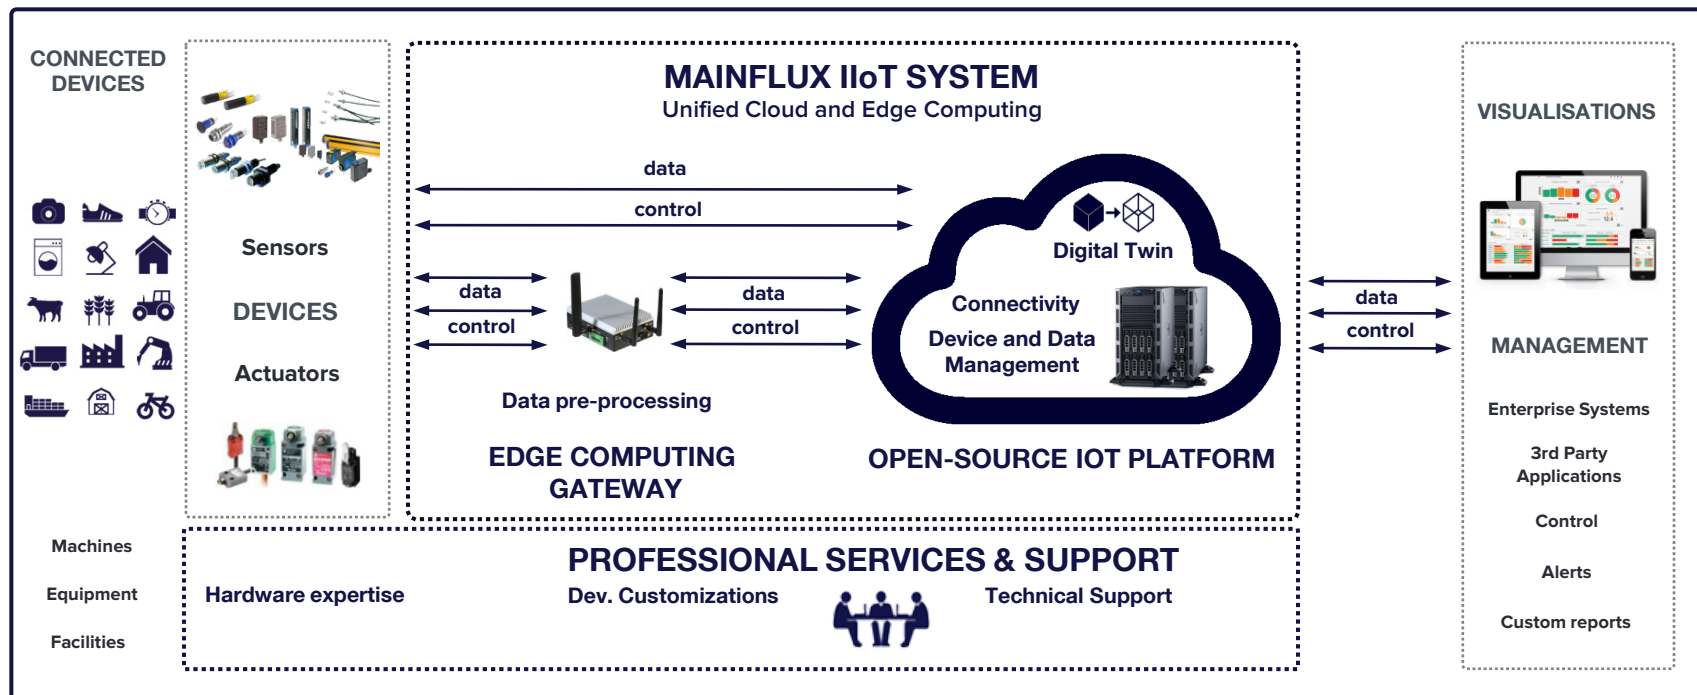 CONNECTED
DEVICES
Machines
Equipment
Facilities
Sensors
DEVICES
Actuators
MAINFLUX IIoT SYSTEM
Unified Cloud and Edge Computing
data
control
data
control
data
control
Data pre-processing
EDGE COMPUTING
GATEWAY
Digital Twin
Connectivity
Device and Data
Management
OPEN-SOURCE IOT PLATFORM
data
control
VISUALISATIONS
MANAGEMENT
Enterprise Systems
3rd Party
Applications
Control
Alerts
Custom reports
PROFESSIONAL SERVICES & SUPPORT
Hardware expertise
Dev. Customizations
Technical Support